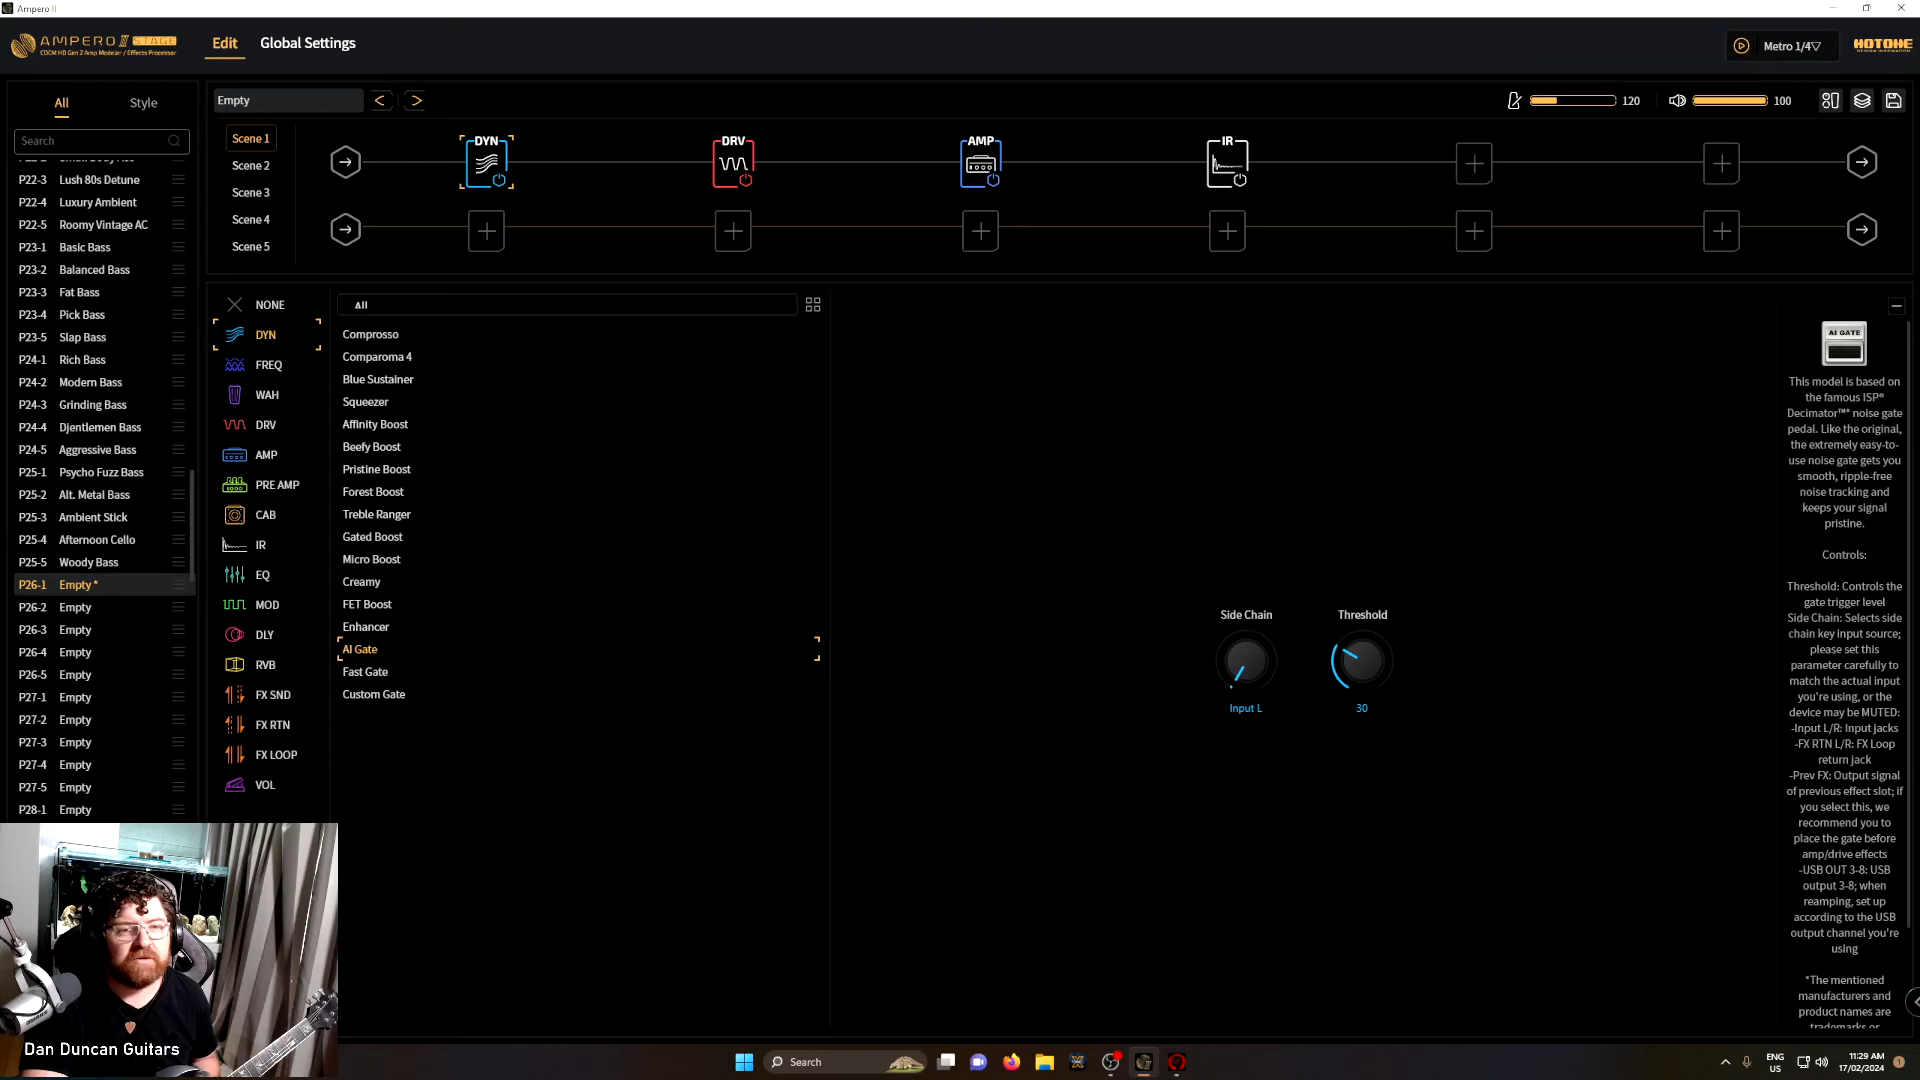 Ampero II
AMPERO II STAGE
CDCM HD Gen 2 Amp Modeler / Effects Processor
Edit
Global Settings
Metro 1/4
HOTONE
All
Style
Search
P22-3 Lush 80s Detune
P22-4 Luxury Ambient
P22-5 Roomy Vintage AC
P23-1 Basic Bass
P23-2 Balanced Bass
P23-3 Fat Bass
P23-4 Pick Bass
P23-5 Slap Bass
P24-1 Rich Bass
P24-2 Modern Bass
P24-3 Grinding Bass
P24-4 Djentlemen Bass
P24-5 Aggressive Bass
P25-1 Psycho Fuzz Bass
P25-2 Alt. Metal Bass
P25-3 Ambient Stick
P25-4 Afternoon Cello
P25-5 Woody Bass
P26-1 Empty *
P26-2 Empty
P26-3 Empty
P26-4 Empty
P26-5 Empty
P27-1 Empty
P27-2 Empty
P27-3 Empty
P27-4 Empty
P27-5 Empty
P28-1 Empty
Empty
120
100
Scene 1
Scene 2
Scene 3
Scene 4
Scene 5
DYN
DRV
AMP
IR
NONE
DYN
FREQ
WAH
DRV
AMP
PRE AMP
CAB
IR
EQ
MOD
DLY
RVB
FX SND
FX RTN
FX LOOP
VOL
All
Comprosso
Comparoma 4
Blue Sustainer
Squeezer
Affinity Boost
Beefy Boost
Pristine Boost
Forest Boost
Treble Ranger
Gated Boost
Micro Boost
Creamy
FET Boost
Enhancer
AI Gate
Fast Gate
Custom Gate
Side Chain
Input L
Threshold
30
AI GATE
This model is based on
the famous ISP®
Decimator™* noise gate
pedal. Like the original,
the extremely easy-to-
use noise gate gets you
smooth, ripple-free
noise tracking and
keeps your signal
pristine.
Controls:
Threshold: Controls the
gate trigger level
Side Chain: Selects side
chain key input source;
please set this
parameter carefully to
match the actual input
you're using, or the
device may be MUTED:
-Input L/R: Input jacks
-FX RTN L/R: FX Loop
return jack
-Prev FX: Output signal
of previous effect slot; if
you select this, we
recommend you to
place the gate before
amp/drive effects
-USB OUT 3-8: USB
output 3-8; when
reamping, set up
according to the USB
output channel you're
using
*The mentioned
manufacturers and
product names are
trademarks or
Dan Duncan Guitars
Search
ENG
US
11:29 AM
17/02/2024